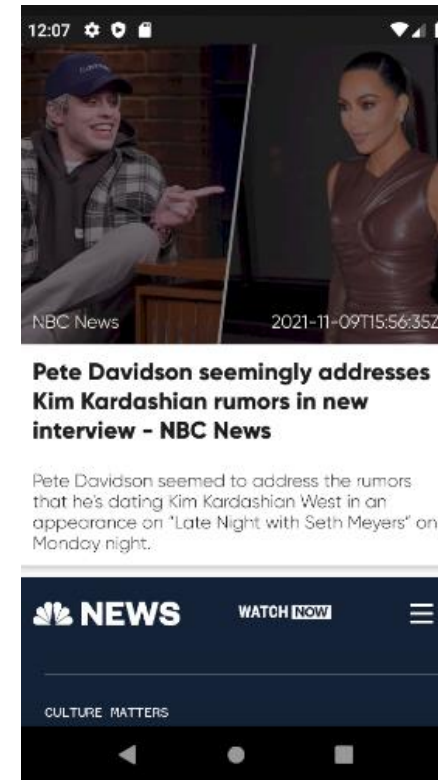 12:07
NBC News
2021-11-09T15:56:35Z
Pete Davidson seemingly addresses
Kim Kardashian rumors in new
interview - NBC News
Pete Davidson seemed to address the rumors
that he's dating Kim Kardashian West in an
appearance on "Late Night with Seth Meyers" on
Monday night.
NEWS
WATCH NOW
CULTURE MATTERS